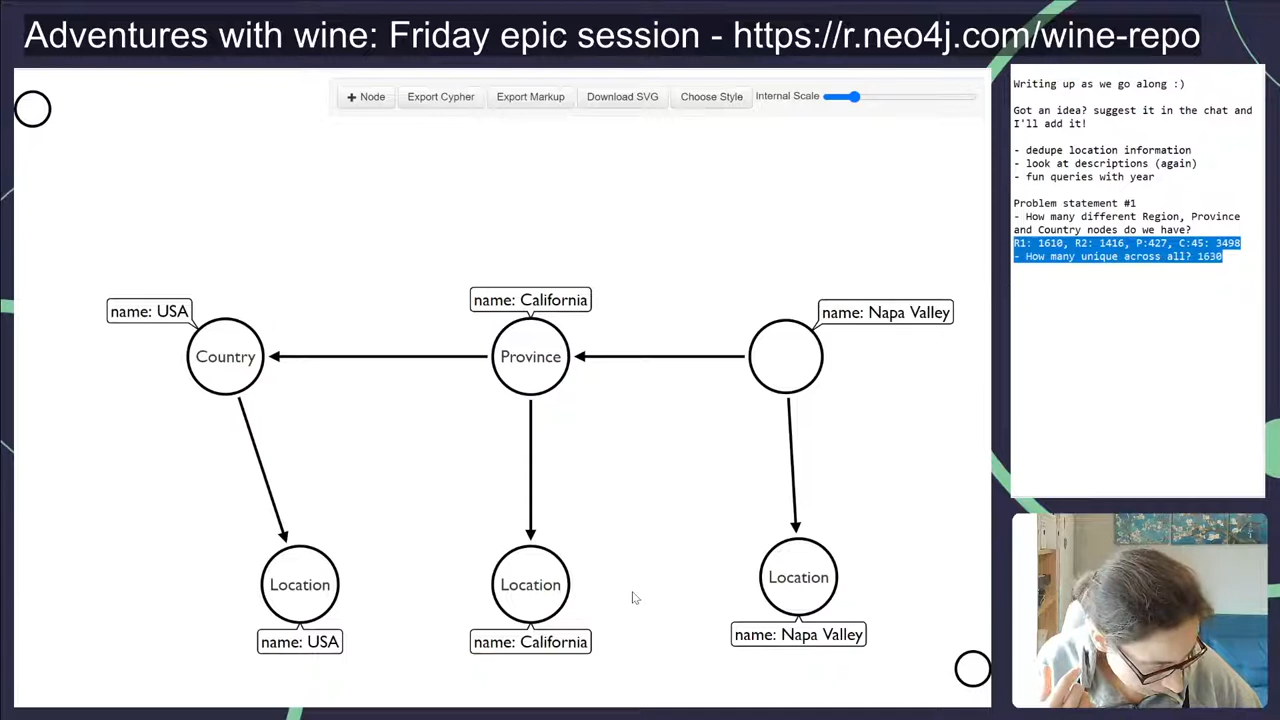 Adventures with wine: Friday epic session - https://r.neo4j.com/wine-repo
+ Node
Export Cypher
Export Markup
Download SVG
Choose Style
Internal Scale
name: USA
Country
name: California
Province
name: Napa Valley
Location
name: USA
Location
name: California
Location
name: Napa Valley
Writing up as we go along :)
Got an idea? suggest it in the chat and
I'll add it!
- dedupe location information
- look at descriptions (again)
- fun queries with year
Problem statement #1
- How many different Region, Province
and Country nodes do we have?
R1: 1610, R2: 1416, P:427, C:45: 3498
- How many unique across all? 1630